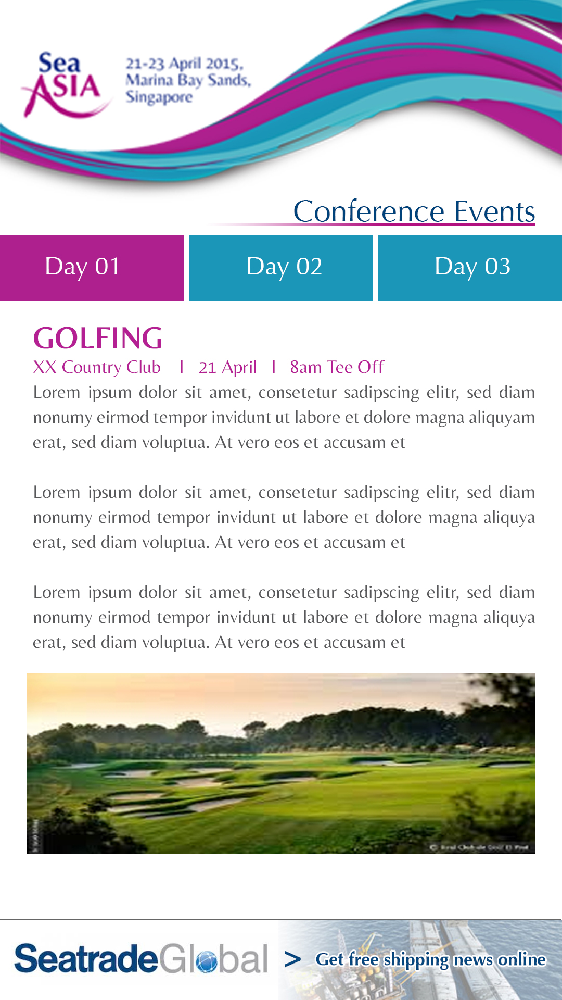 Sea
ASIA
21-23 April 2015,
Marina Bay Sands,
Singapore
Conference Events
Day 01
Day 02
Day 03
GOLFING
XX Country Club | 21 April | 8am Tee Off
Lorem ipsum dolor sit amet, consetetur sadipscing elitr, sed diam
nonumy eirmod tempor invidunt ut labore et dolore magna aliquyam
erat, sed diam voluptua. At vero eos et accusam et
Lorem ipsum dolor sit amet, consetetur sadipscing elitr, sed diam
nonumy eirmod tempor invidunt ut labore et dolore magna aliquya
erat, sed diam voluptua. At vero eos et accusam et
Lorem ipsum dolor sit amet, consetetur sadipscing elitr, sed diam
nonumy eirmod tempor invidunt ut labore et dolore magna aliquya
erat, sed diam voluptua. At vero eos et accusam et
© Real Club de Golf El Prat
SeatradeGlobal
> Get free shipping news online